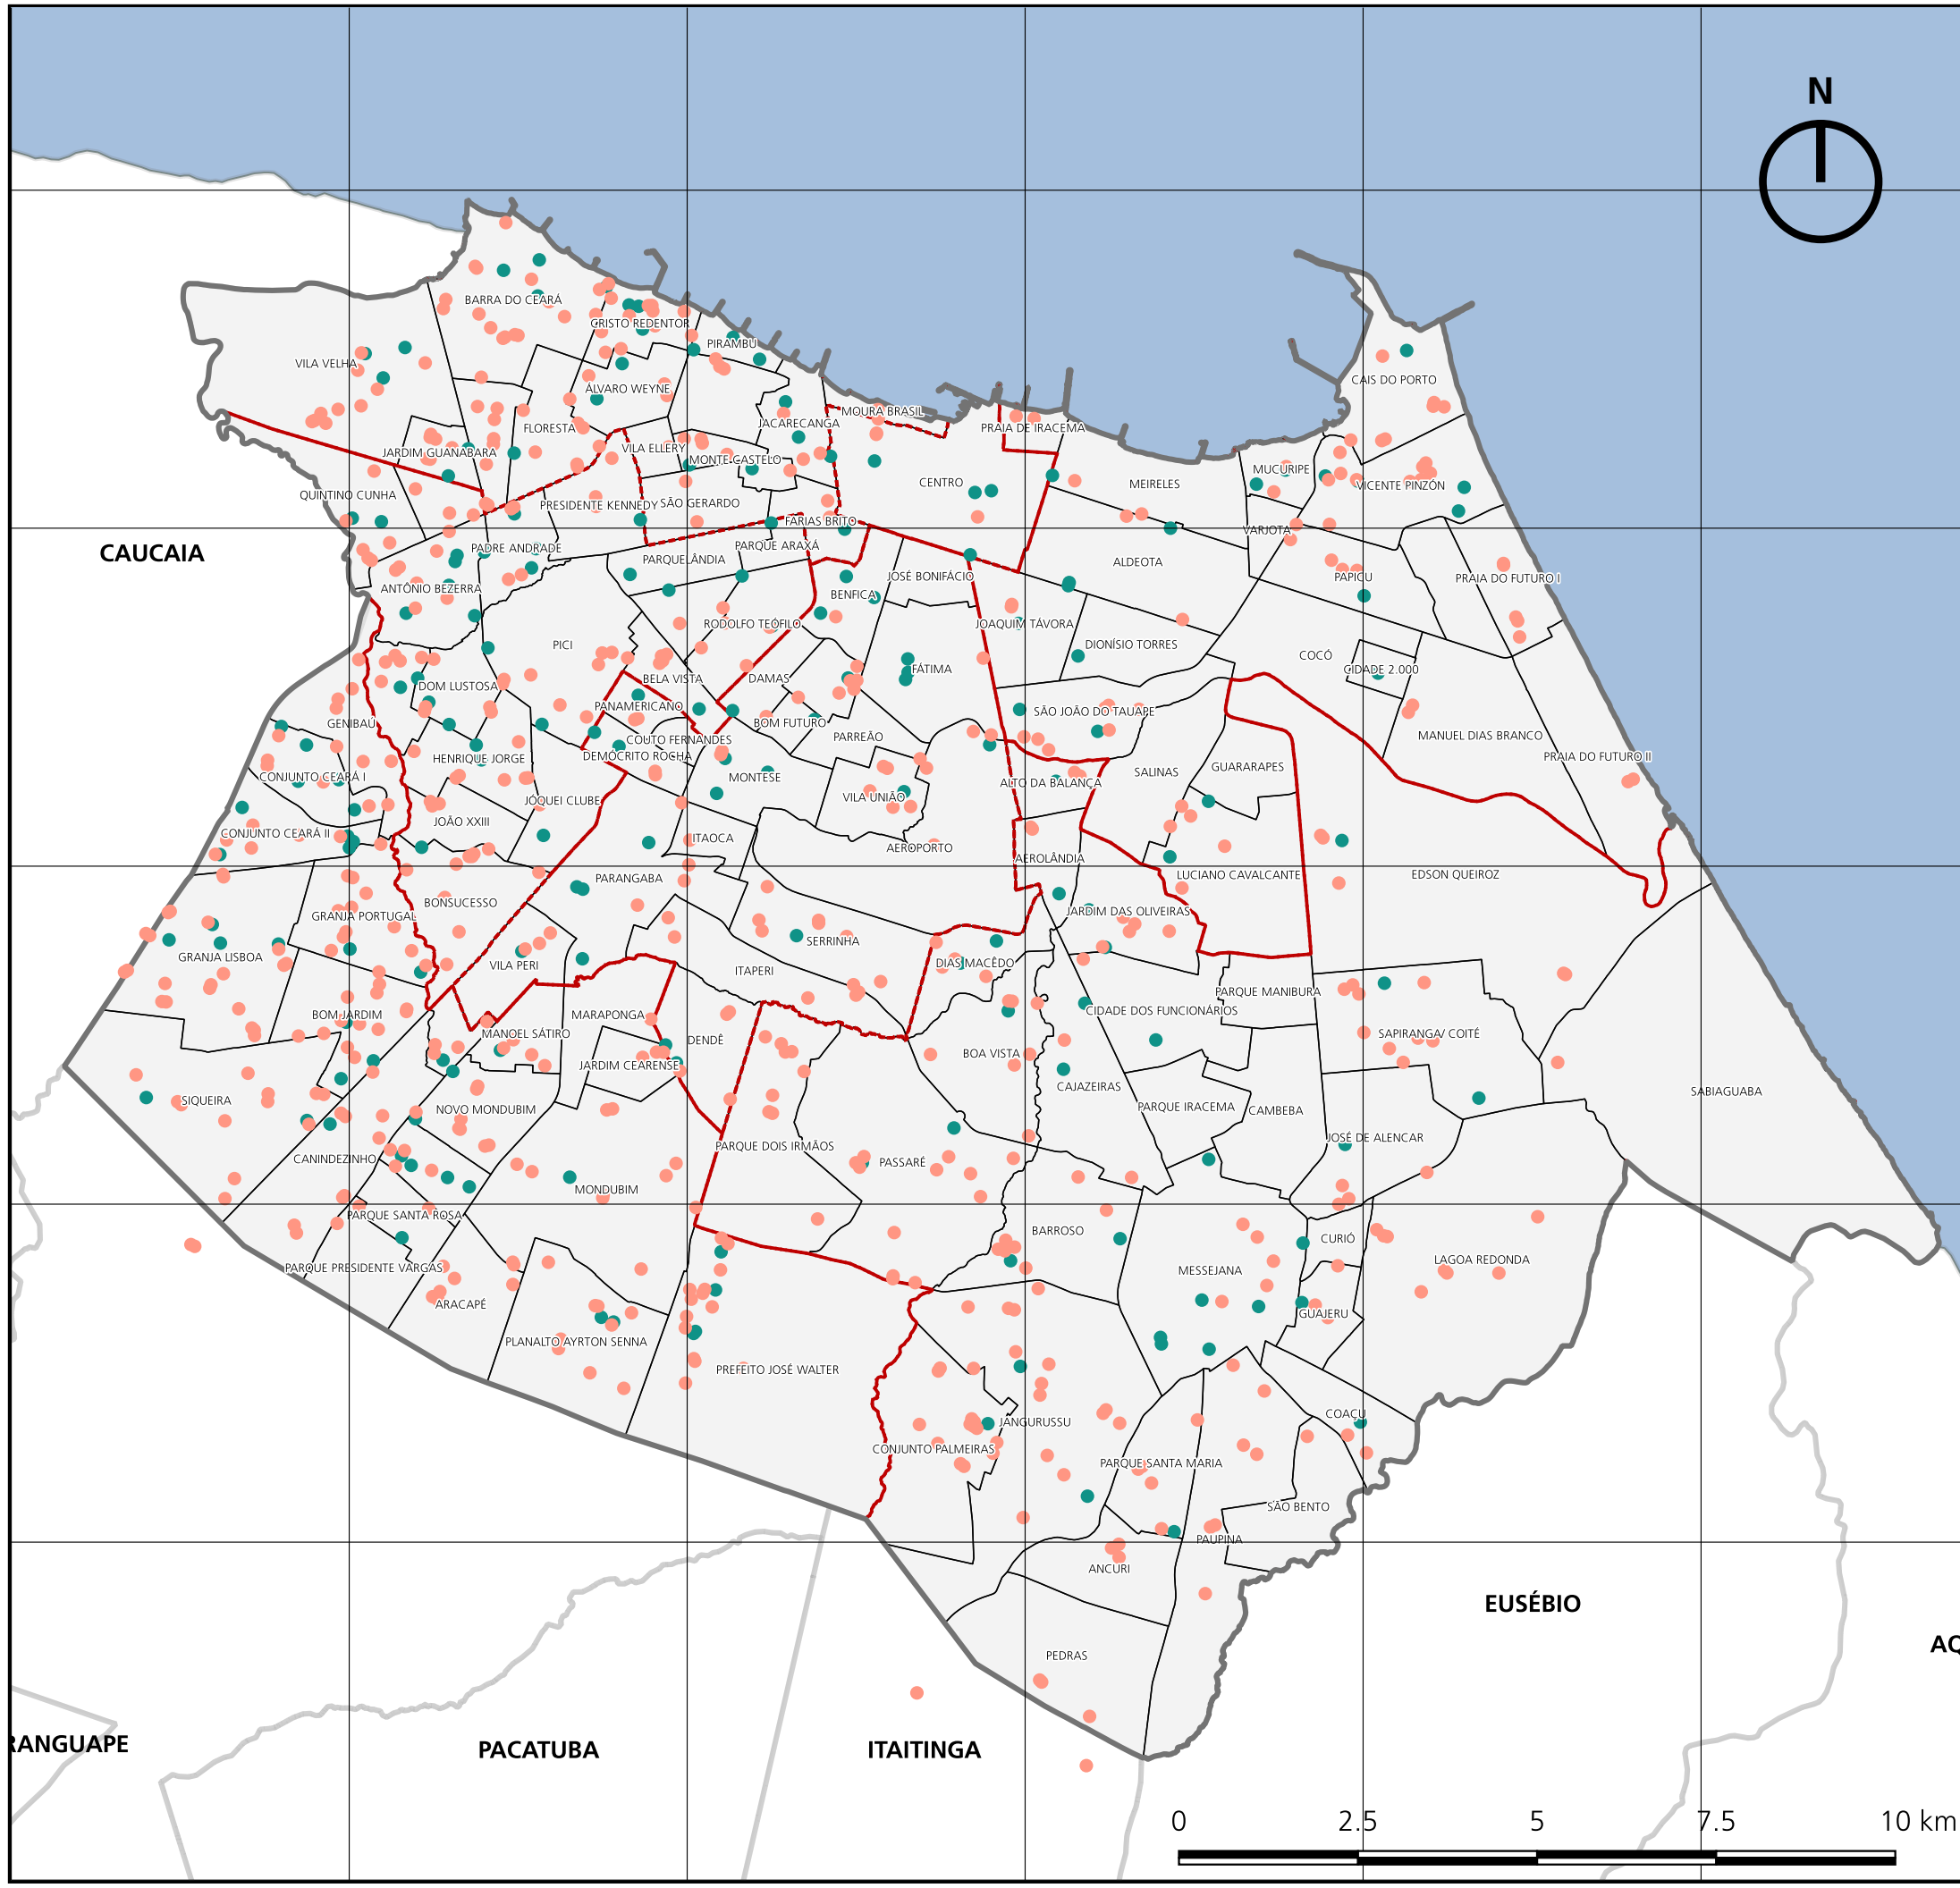 N
BARRA DO CEARÁ
CRISTO REDENTOR
PIRAMBU
VILA VELHA
CAIS DO PORTO
ÁLVARO WEYNE
MOURA BRASIL
JACARECANGA
FLORESTA
PRAIA DE IRACEMA
VILA ELLERY
JARDIM GUANABARA
MONTE CASTELO
MUCURIPE
CENTRO
MEIRELES
VICENTE PINZÓN
QUINTINO CUNHA
PRESIDENTE KENNEDY
SÃO GERARDO
FARIAS BRITO
VARJOTA
CAUCAIA
PADRE ANDRADE
PARQUE ARAXÁ
PARQUELÂNDIA
ALDEOTA
JOSÉ BONIFÁCIO
PAPICU
PRAIA DO FUTURO I
ANTÔNIO BEZERRA
BENFICA
RODOLFO TEÓFILO
JOAQUIM TÁVORA
PICI
DIONÍSIO TORRES
COCÓ
CIDADE 2.000
FÁTIMA
BELA VISTA
DAMAS
DOM LUSTOSA
PANAMERICANO
SÃO JOÃO DO TAUAPE
GENIBAÚ
BOM FUTURO
PARREÃO
MANUEL DIAS BRANCO
COUTO FERNANDES
HENRIQUE JORGE
DEMÓCRITO ROCHA
PRAIA DO FUTURO II
CONJUNTO CEARÁ I
MONTESE
SALINAS
GUARARAPES
ALTO DA BALANÇA
VILA UNIÃO
JÓQUEI CLUBE
JOÃO XXIII
CONJUNTO CEARÁ II
ITAOCA
AEROPORTO
AEROLÂNDIA
PARANGABA
LUCIANO CAVALCANTE
EDSON QUEIROZ
BONSUCESSO
GRANJA PORTUGAL
JARDIM DAS OLIVEIRAS
SERRINHA
GRANJA LISBOA
VILA PERI
ITAPERI
DIAS MACÊDO
PARQUE MANIBURA
BOM JARDIM
MARAPONGA
CIDADE DOS FUNCIONÁRIOS
MANOEL SÁTIRO
DENDÊ
SAPIRANGA/ COITÉ
BOA VISTA
JARDIM CEARENSE
CAJAZEIRAS
SABIAGUABA
SIQUEIRA
NOVO MONDUBIM
PARQUE IRACEMA
CAMBEBA
JOSÉ DE ALENCAR
PARQUE DOIS IRMÃOS
CANINDEZINHO
PASSARÉ
MONDUBIM
PARQUE SANTA ROSA
BARROSO
CURIÓ
LAGOA REDONDA
PARQUE PRESIDENTE VARGAS
MESSEJANA
ARACAPÉ
GUAJERU
PLANALTO AYRTON SENNA
PREFEITO JOSÉ WALTER
COAÇU
JANGURUSSU
CONJUNTO PALMEIRAS
PARQUE SANTA MARIA
SÃO BENTO
PAUPINA
ANCURI
EUSÉBIO
AQ
PEDRAS
RANGUAPE
PACATUBA
ITAITINGA
0 2.5 5 7.5 10 km